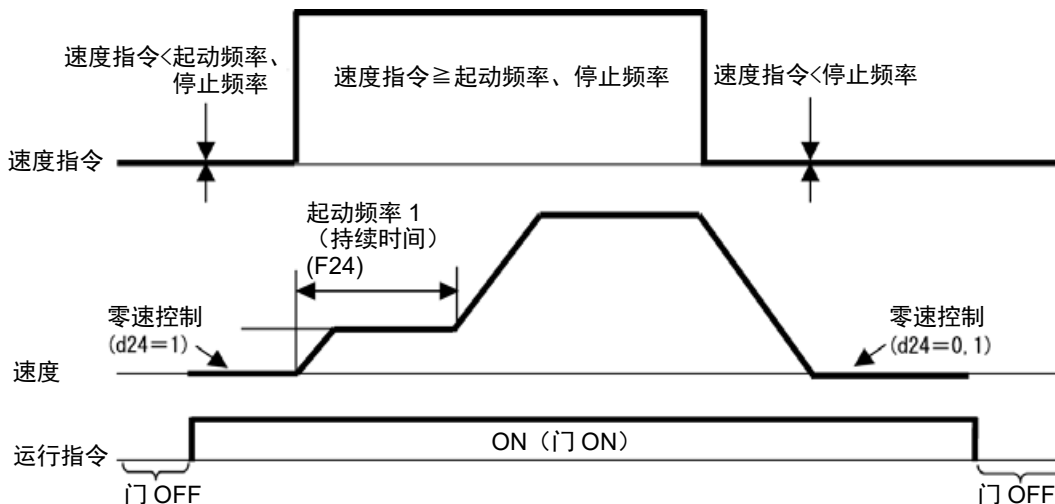 速度指令<起动频率、
停止频率
速度指令≧起动频率、停止频率
速度指令<停止频率
速度指令
起动频率 1
（持续时间）
(F24)
零速控制
(d24=1)
零速控制
(d24=0, 1)
速度
ON（门 ON）
运行指令
门 OFF
门 OFF